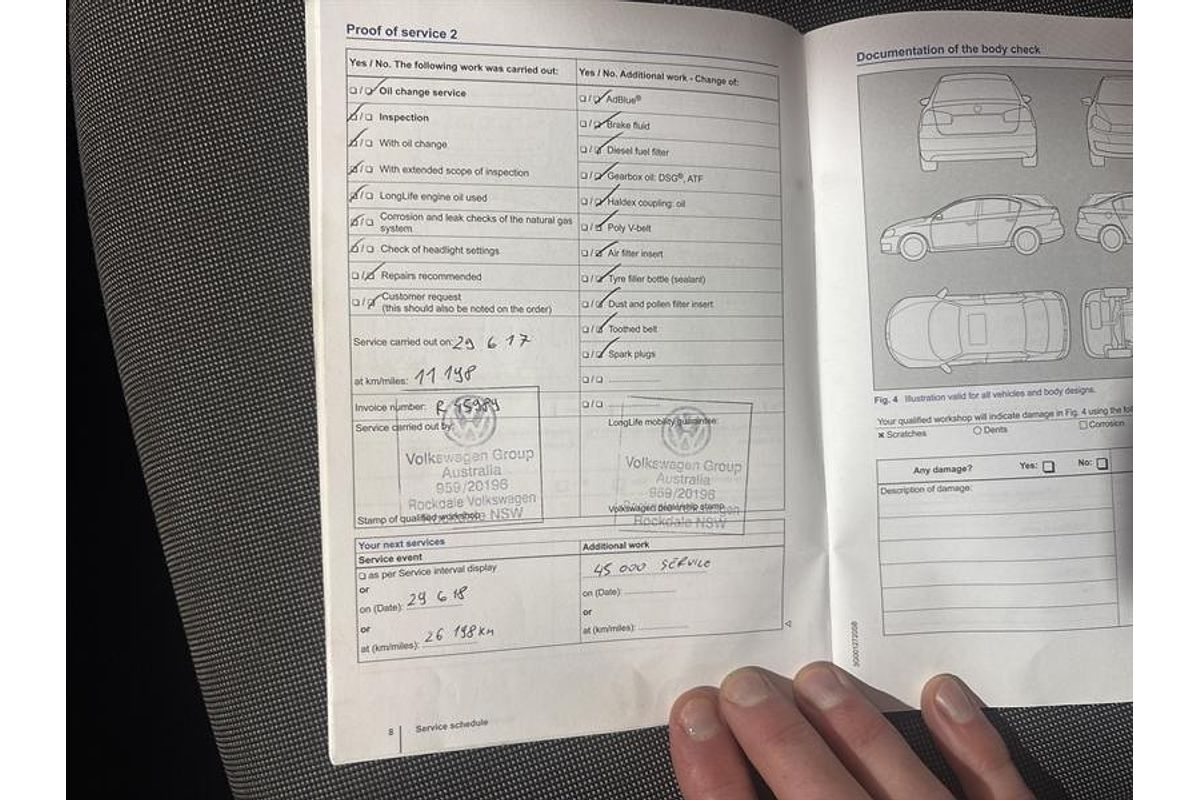 Proof of service 2
Yes / No. The following work was carried out:
❏/❏ Oil change service
❏/❏ Inspection
❏/❏ With oil change
❏/❏ With extended scope of inspection
❏/❏ LongLife engine oil used
❏/❏ Corrosion and leak checks of the natural gas
system
❏/❏ Check of headlight settings
❏/❏ Repairs recommended
❏/❏ Customer request
(this should also be noted on the order)
Service carried out on: 29 6 17
at km/miles: 11 198
Invoice number:
Service carried out by:
Volkswagen Group
Australia
959/20196
Rockdale Volkswagen
Rockdale NSW
Stamp of qualified workshop
Yes / No. Additional work - Change of:
❏/❏ AdBlue®
❏/❏ Brake fluid
❏/❏ Diesel fuel filter
❏/❏ Gearbox oil: DSG®, ATF
❏/❏ Haldex coupling: oil
❏/❏ Poly V-belt
❏/❏ Air filter insert
❏/❏ Tyre filler bottle (sealant)
❏/❏ Dust and pollen filter insert
❏/❏ Toothed belt
❏/❏ Spark plugs
❏/❏
❏/❏
LongLife mobility guarantee:
Volkswagen Group
Australia
959/20196
Rockdale Volkswagen
Rockdale NSW
Volkswagen dealership stamp
Your next services
Service event
❏ as per Service interval display
or
on (Date): 29 6 18
or
at (km/miles): 26 198 KM
Additional work
45 000 SERVICE
on (Date):
or
at (km/miles):
8 Service schedule
Documentation of the body check
Fig. 4 Illustration valid for all vehicles and body designs.
Your qualified workshop will indicate damage in Fig. 4 using the
× Scratches ○ Dents ❏ Corrosion
Any damage? Yes: ❏ No: ❏
Description of damage: